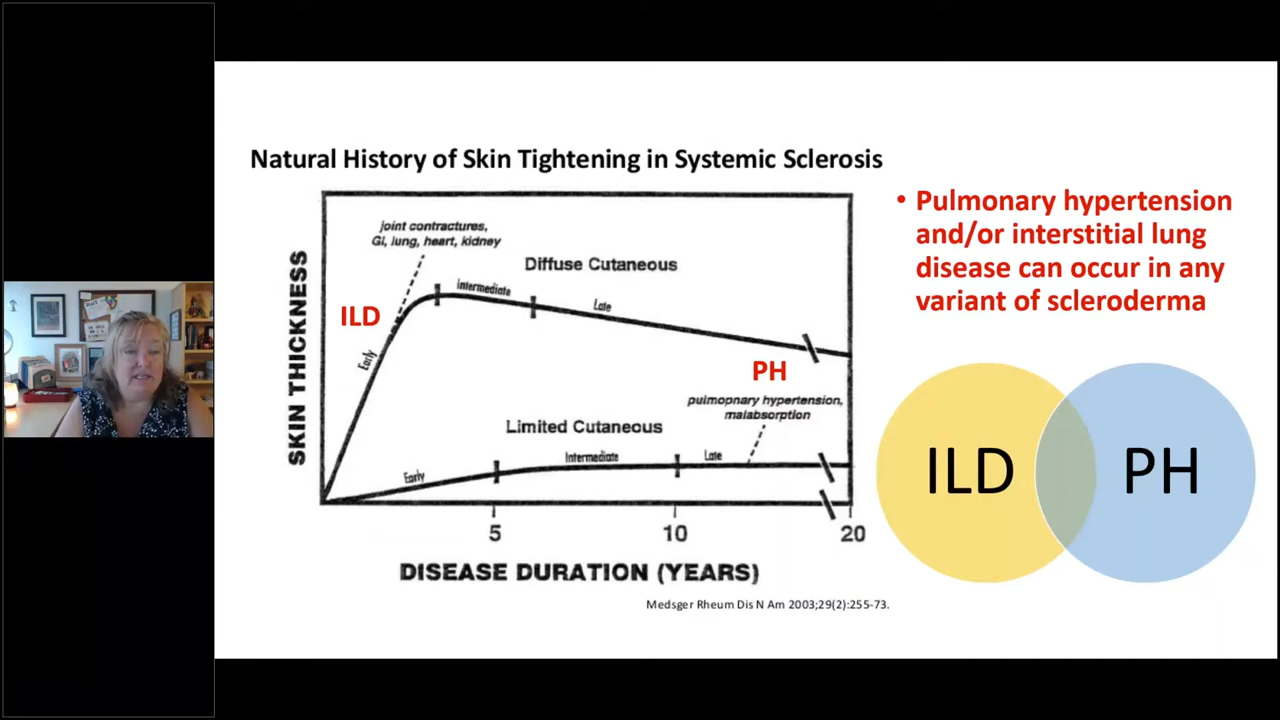 Natural History of Skin Tightening in Systemic Sclerosis
SKIN THICKNESS
joint contractures,
GI, lung, heart, kidney
Diffuse Cutaneous
Intermediate
Late
ILD
Early
PH
pulmopnary hypertension,
malabsorption
Limited Cutaneous
Early
Intermediate
Late
5
10
20
DISEASE DURATION (YEARS)
Medsger Rheum Dis N Am 2003;29(2):255-73.
• Pulmonary hypertension
and/or interstitial lung
disease can occur in any
variant of scleroderma
ILD
PH